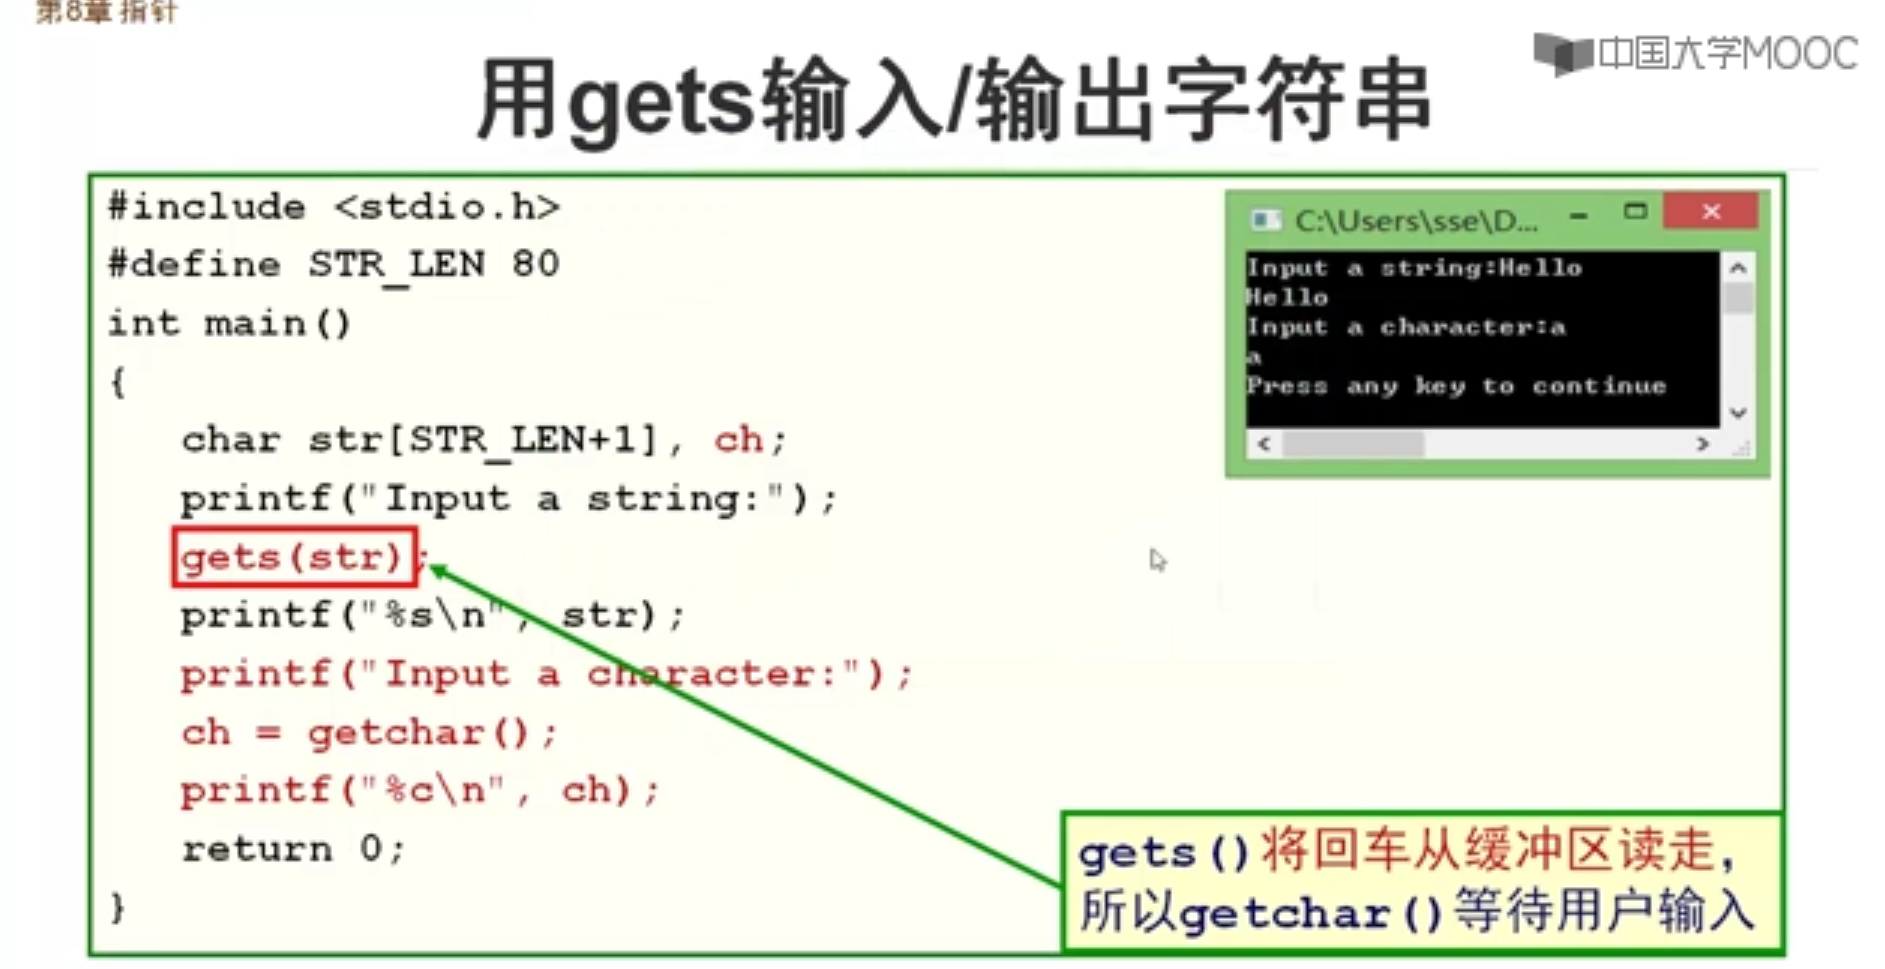 第8章 指针
中国大学MOOC
用gets输入/输出字符串
#include <stdio.h>
#define STR_LEN 80
int main()
{
char str[STR_LEN+1], ch;
printf("Input a string:");
gets(str);
printf("%s\n", str);
printf("Input a character:");
ch = getchar();
printf("%c\n", ch);
return 0;
}
C:\Users\sse\D...
Input a string:Hello
Hello
Input a character:a
a
Press any key to continue
gets()将回车从缓冲区读走,
所以getchar()等待用户输入